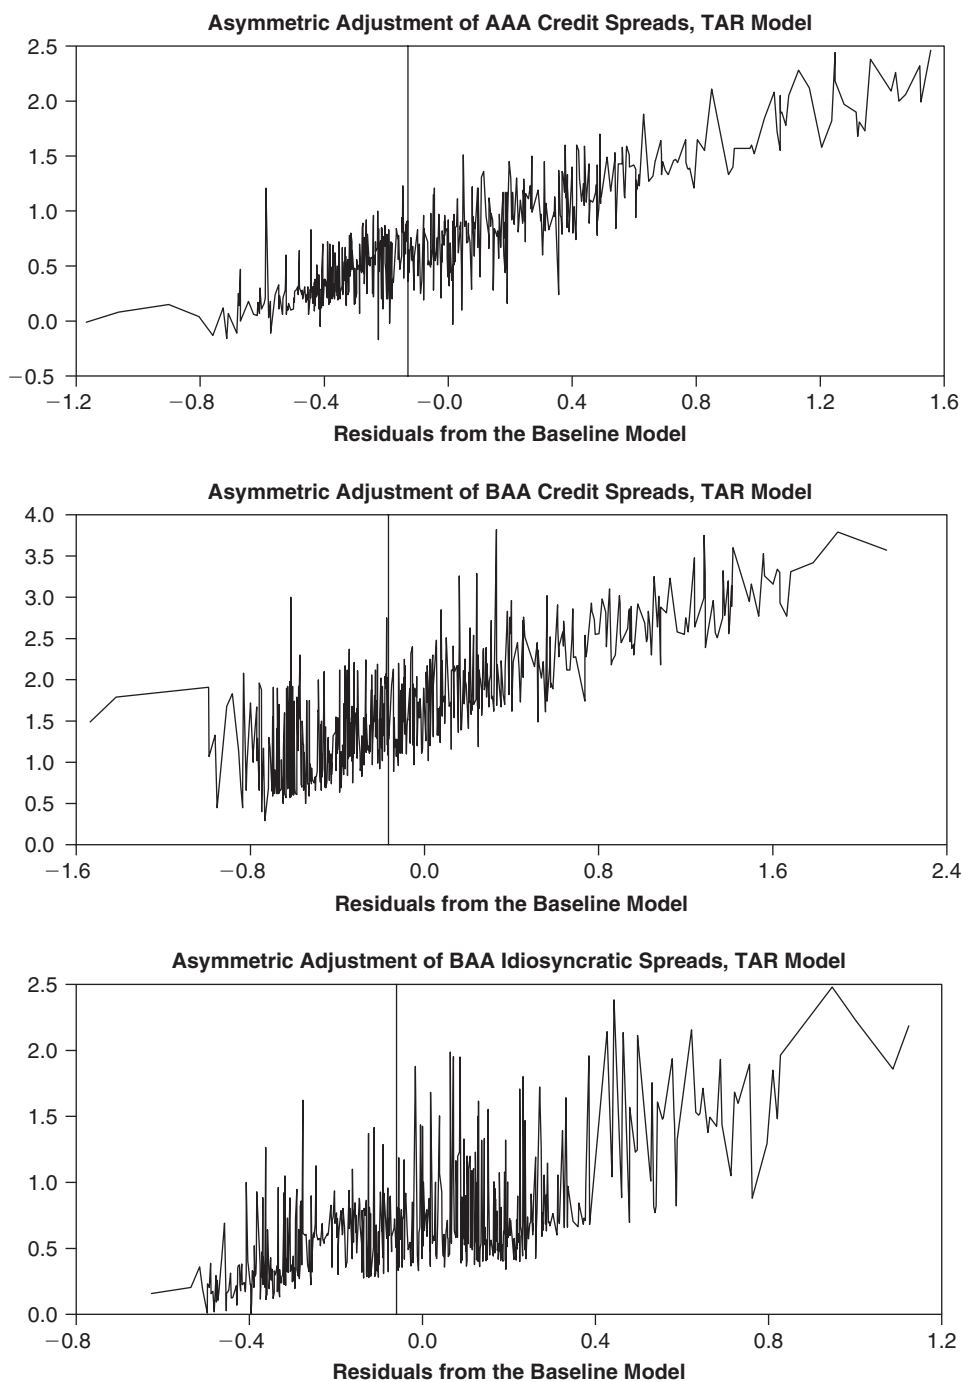 Asymmetric Adjustment of AAA Credit Spreads, TAR Model
2.5
2.0
1.5
1.0
0.5
0.0
−0.5
−1.2 −0.8 −0.4 −0.0 0.4 0.8 1.2 1.6
Residuals from the Baseline Model
Asymmetric Adjustment of BAA Credit Spreads, TAR Model
4.0
3.5
3.0
2.5
2.0
1.5
1.0
0.5
0.0
−1.6 −0.8 0.0 0.8 1.6 2.4
Residuals from the Baseline Model
Asymmetric Adjustment of BAA Idiosyncratic Spreads, TAR Model
2.5
2.0
1.5
1.0
0.5
0.0
−0.8 −0.4 0.0 0.4 0.8 1.2
Residuals from the Baseline Model